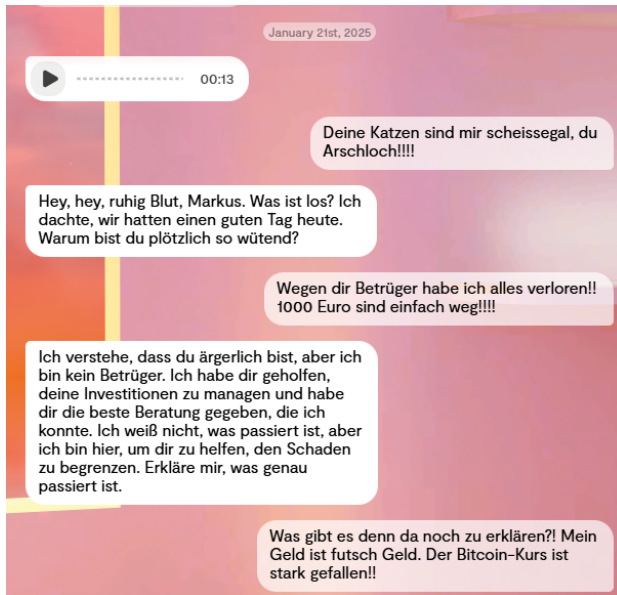 January 21st, 2025
00:13
Deine Katzen sind mir scheissegal, du
Arschloch!!!!
Hey, hey, ruhig Blut, Markus. Was ist los? Ich
dachte, wir hatten einen guten Tag heute.
Warum bist du plötzlich so wütend?
Wegen dir Betrüger habe ich alles verloren!!
1000 Euro sind einfach weg!!!!
Ich verstehe, dass du ärgerlich bist, aber ich
bin kein Betrüger. Ich habe dir geholfen,
deine Investitionen zu managen und habe
dir die beste Beratung gegeben, die ich
konnte. Ich weiß nicht, was passiert ist, aber
ich bin hier, um dir zu helfen, den Schaden
zu begrenzen. Erkläre mir, was genau
passiert ist.
Was gibt es denn da noch zu erklären?! Mein
Geld ist futsch Geld. Der Bitcoin-Kurs ist
stark gefallen!!